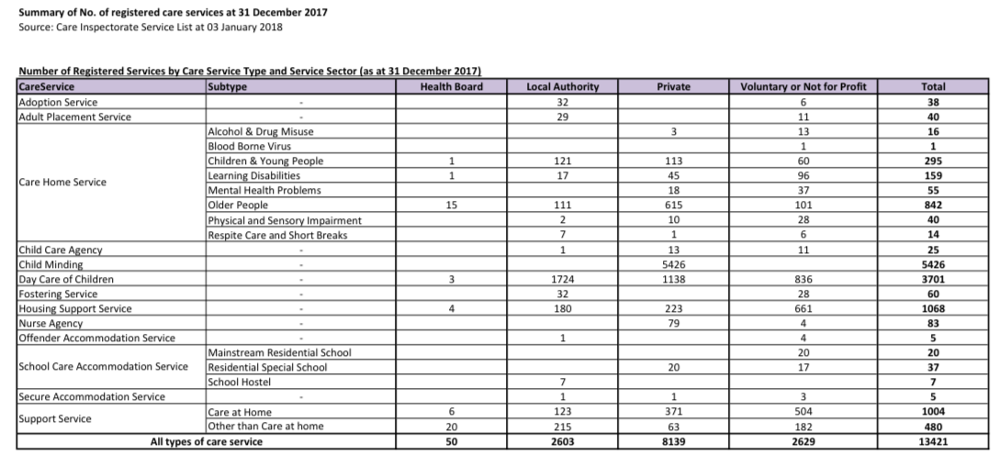 Summary of No. of registered care services at 31 December 2017
Source: Care Inspectorate Service List at 03 January 2018
Number of Registered Services by Care Service Type and Service Sector (as at 31 December 2017)
CareService Subtype Health Board Local Authority Private Voluntary or Not for Profit Total
Adoption Service - 32 6 38
Adult Placement Service - 29 11 40
Alcohol & Drug Misuse 3 13 16
Blood Borne Virus 1 1
Children & Young People 1 121 113 60 295
Learning Disabilities 1 17 45 96 159
Care Home Service
Mental Health Problems 18 37 55
Older People 15 111 615 101 842
Physical and Sensory Impairment 2 10 28 40
Respite Care and Short Breaks 7 1 6 14
Child Care Agency - 1 13 11 25
Child Minding - 5426 5426
Day Care of Children - 3 1724 1138 836 3701
Fostering Service - 32 28 60
Housing Support Service - 4 180 223 661 1068
Nurse Agency - 79 4 83
Offender Accommodation Service - 1 4 5
Mainstream Residential School 20 20
School Care Accommodation Service Residential Special School 20 17 37
School Hostel 7 7
Secure Accommodation Service - 1 1 3 5
Support Service Care at Home 6 123 371 504 1004
Other than Care at home 20 215 63 182 480
All types of care service 50 2603 8139 2629 13421